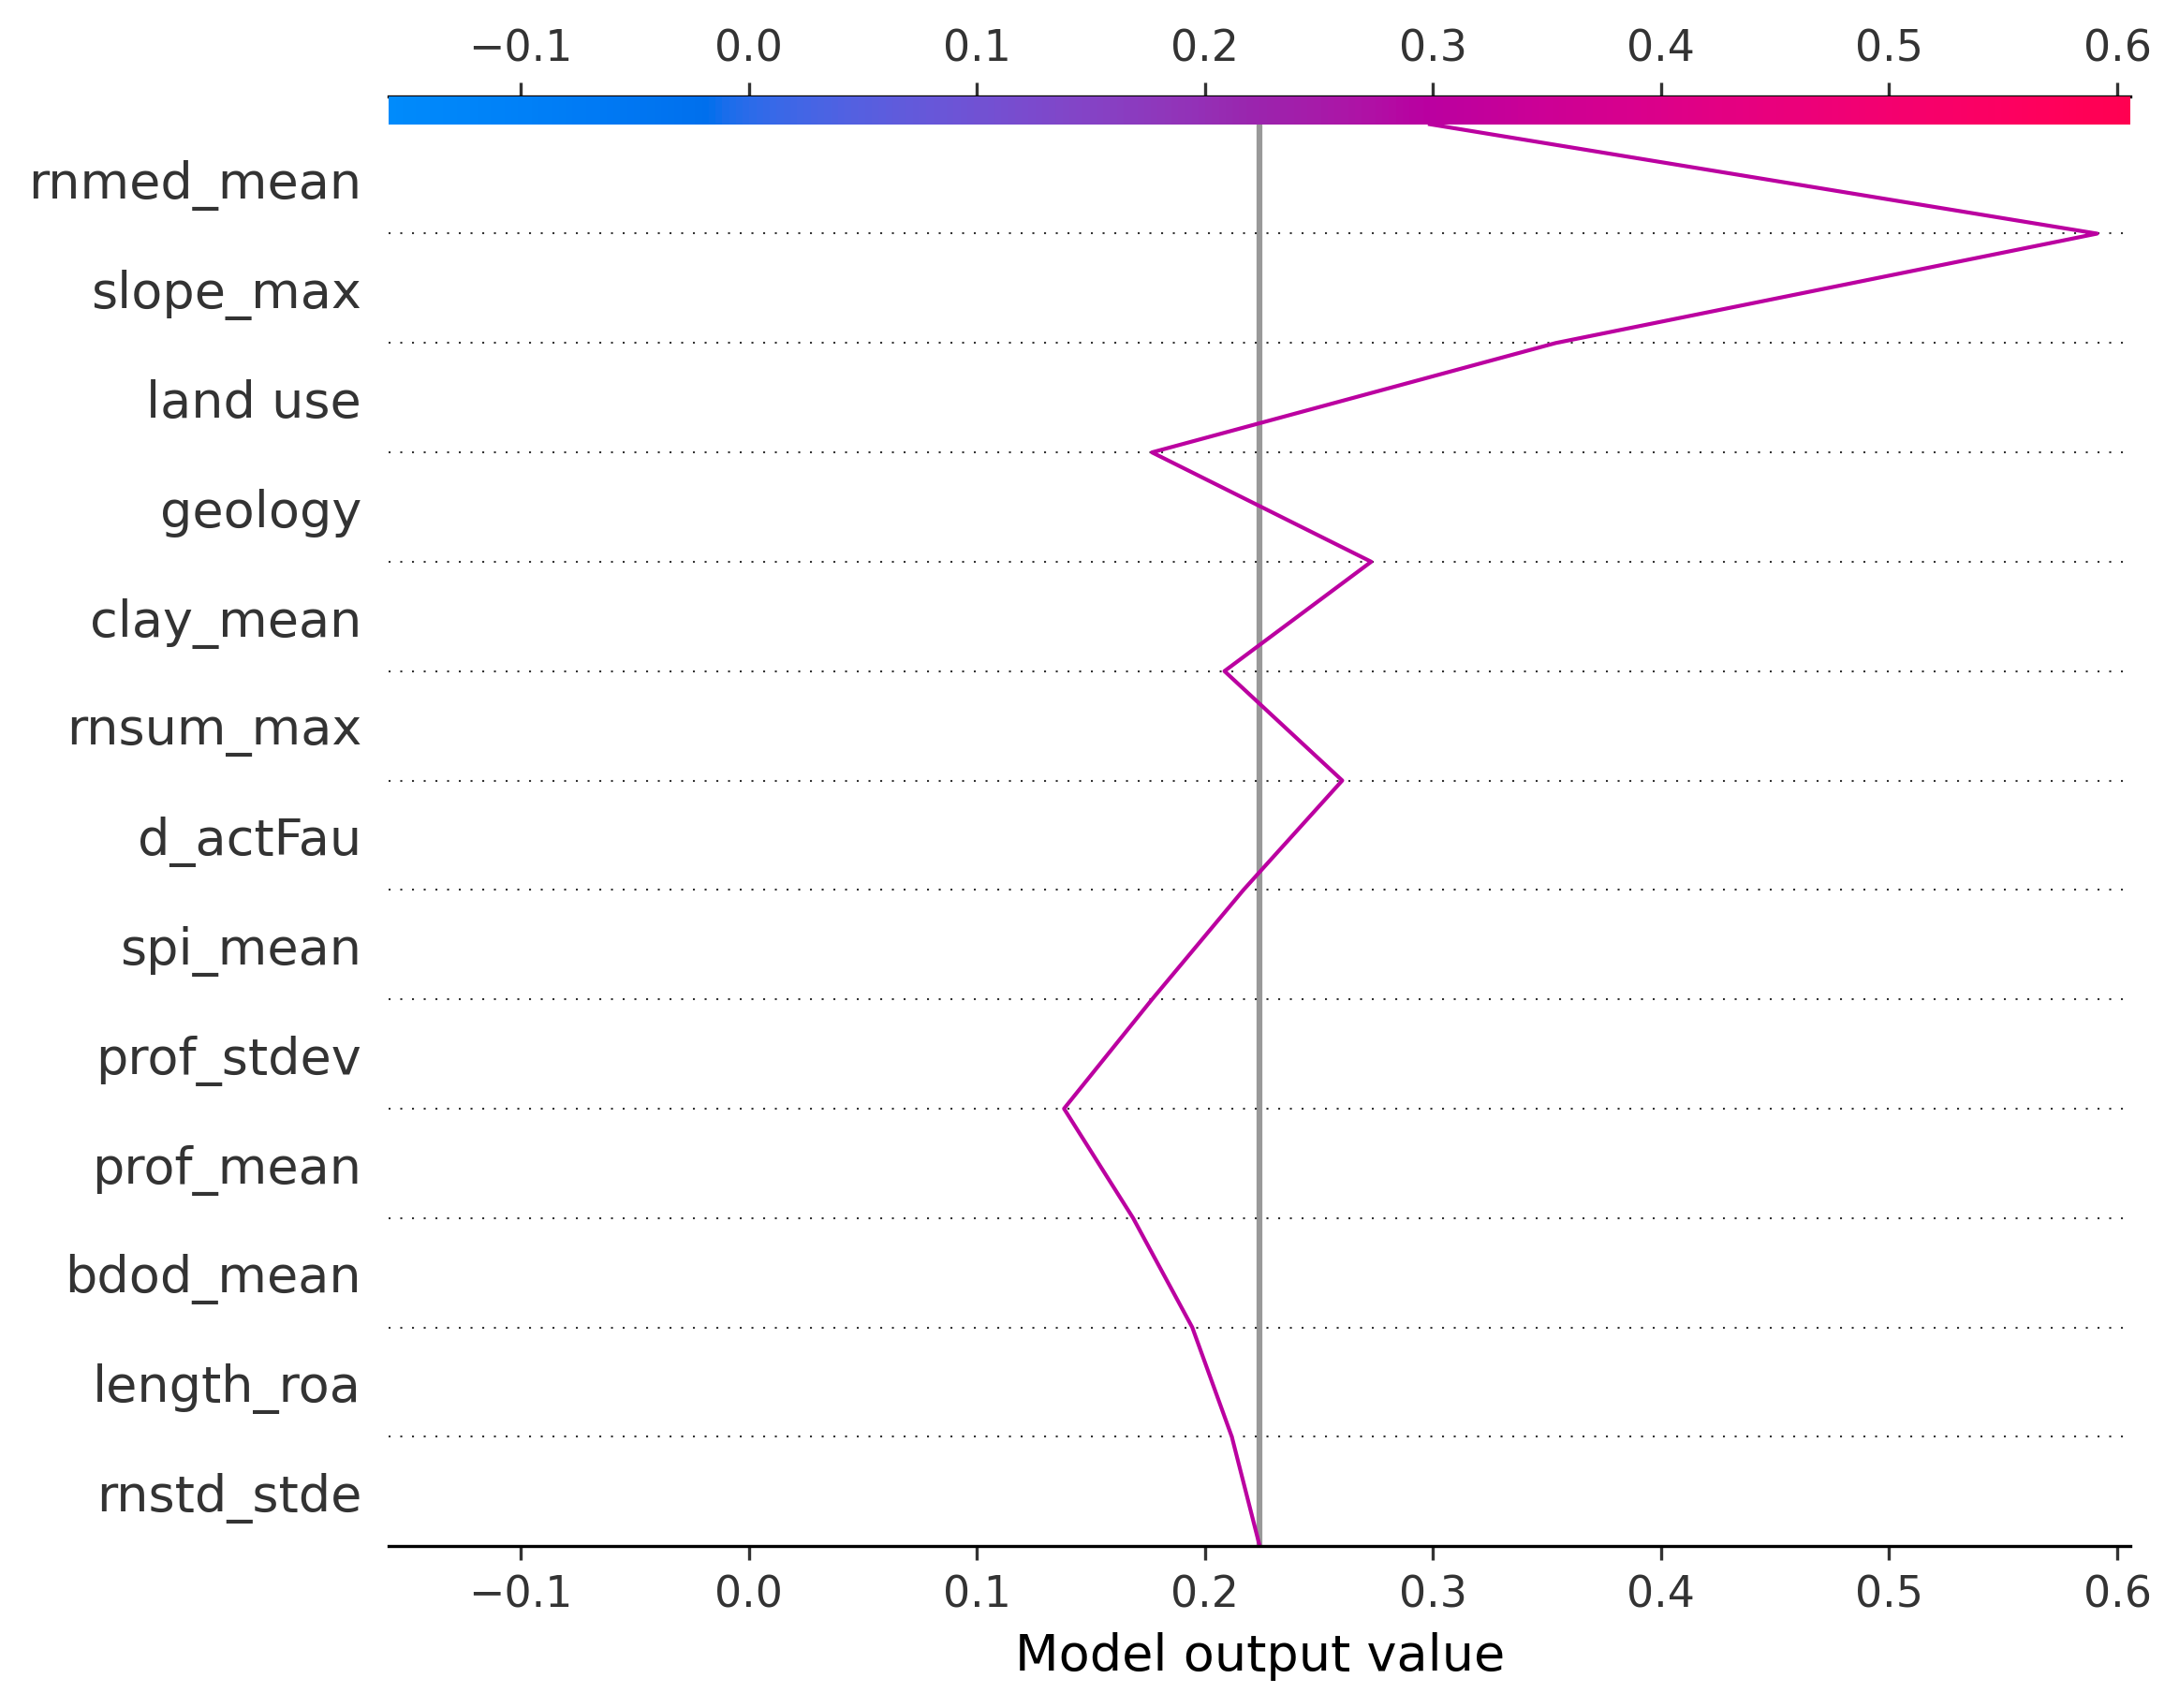 −0.1 0.0 0.1 0.2 0.3 0.4 0.5 0.6
rnmed_mean
slope_max
land use
geology
clay_mean
rnsum_max
d_actFau
spi_mean
prof_stdev
prof_mean
bdod_mean
length_roa
rnstd_stde
−0.1 0.0 0.1 0.2 0.3 0.4 0.5 0.6
Model output value